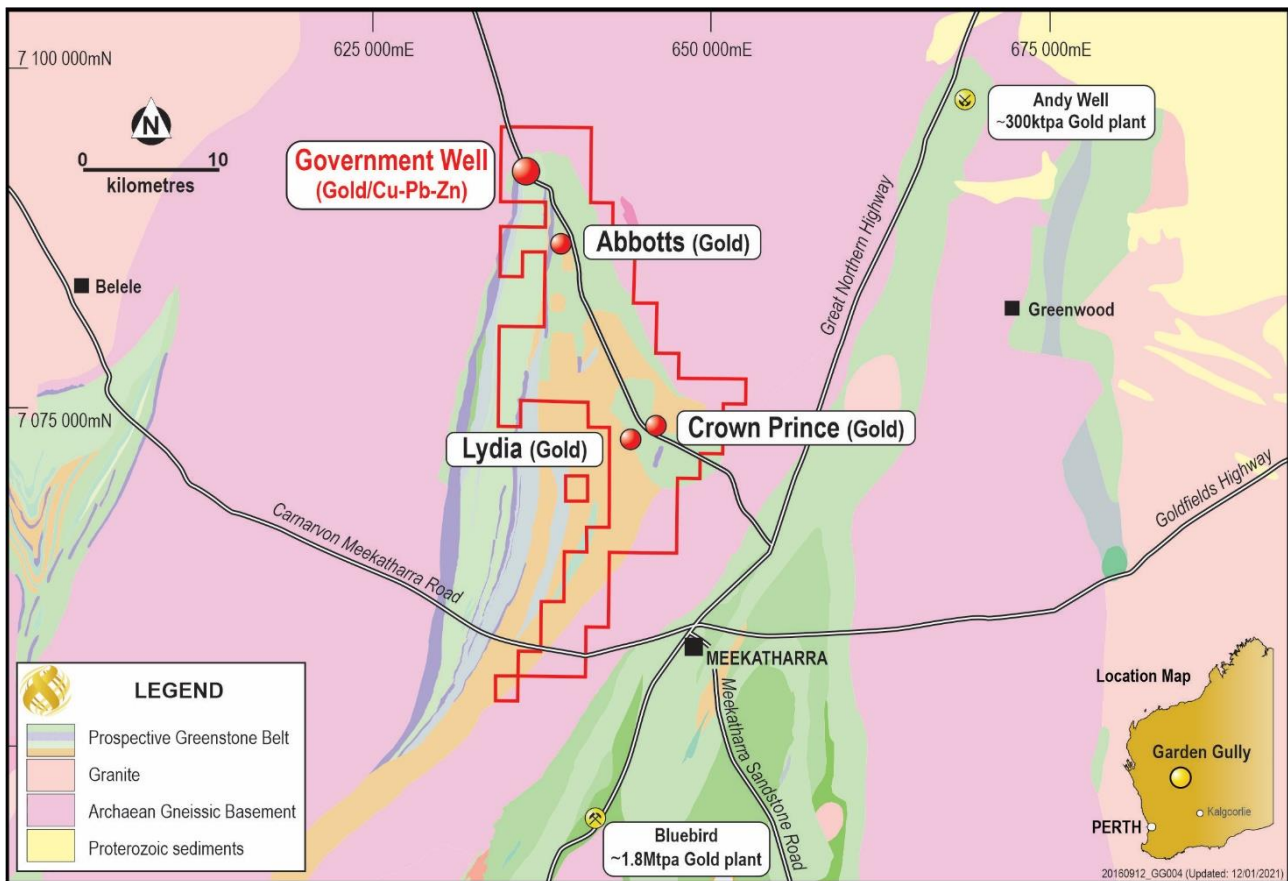 625 000mE
650 000mE
675 000mE
7 100 000mN
N
0
10
kilometres
Government Well
(Gold/Cu-Pb-Zn)
Andy Well
~300ktpa Gold plant
Abbotts (Gold)
Great Northern Highway
Belele
Greenwood
7 075 000mN
Crown Prince (Gold)
Lydia (Gold)
Goldfields Highway
Carnarvon Meekatharra Road
MEEKATHARRA
Meekatharra Sandstone Road
Bluebird
~1.8Mtpa Gold plant
LEGEND
Prospective Greenstone Belt
Granite
Archaean Gneissic Basement
Proterozoic sediments
Location Map
Garden Gully
Kalgoorlie
PERTH
20160912_GG004 (Updated: 12/01/2021)